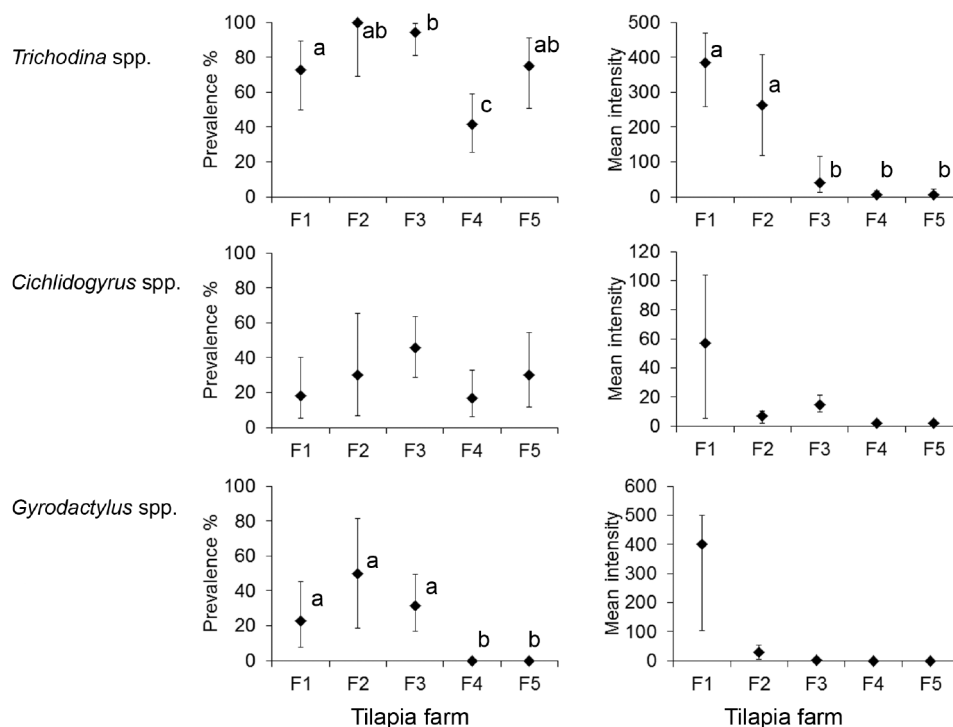 Trichodina spp.
Prevalence %
100
80
60
40
20
0
a
ab
b
c
ab
F1 F2 F3 F4 F5
Mean intensity
500
400
300
200
100
0
a
a
b
b
b
F1 F2 F3 F4 F5
Cichlidogyrus spp.
Prevalence %
100
80
60
40
20
0
F1 F2 F3 F4 F5
Mean intensity
120
100
80
60
40
20
0
F1 F2 F3 F4 F5
Gyrodactylus spp.
Prevalence %
100
80
60
40
20
0
a
a
a
b
b
F1 F2 F3 F4 F5
Tilapia farm
Mean intensity
600
500
400
300
200
100
0
F1 F2 F3 F4 F5
Tilapia farm